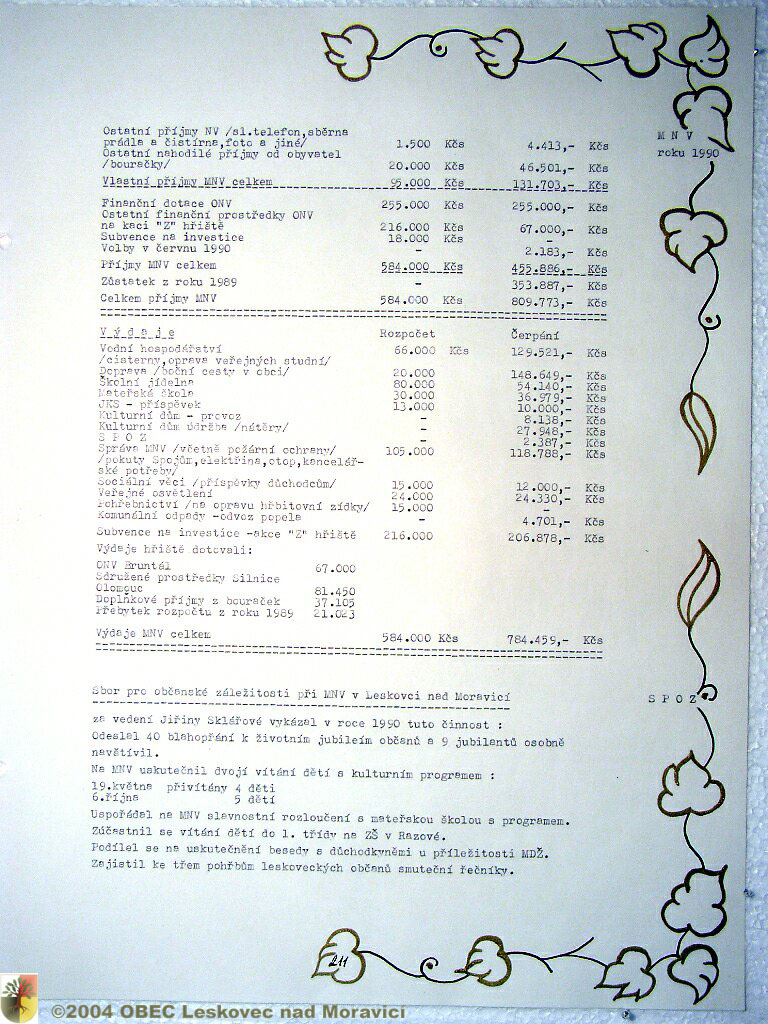 Ostatní příjmy NV /sl.telefon,sběrna
prádla a čistírna,foto a jiné/ 1.500 Kčs 4.413,- Kčs
Ostatní nahodilé příjmy od obyvatel
/bouračky/ 20.000 Kčs 46.501,- Kčs
Vlastní příjmy MNV celkem 95.000 Kčs 131.703,- Kčs
M N V
roku 1990
Finanční dotace ONV 255.000 Kčs 255.000,- Kčs
Ostatní finanční prostředky ONV
na kaci "Z" hřiště 216.000 Kčs 67.000,- Kčs
Subvence na investice 18.000 Kčs -
Volby v červnu 1990 - 2.183,- Kčs
Příjmy MNV celkem 584.000 Kčs 455.886,- Kčs
Zůstatek z roku 1989 - 353.887,- Kčs
Celkem příjmy MNV 584.000 Kčs 809.773,- Kčs
V ý d a j e Rozpočet Čerpání
Vodní hospodářství 66.000 Kčs 129.521,- Kčs
/cisterny,oprava veřejných studní/
Doprava /boční cesty v obci/ 20.000 148.649,- Kčs
Školní jídelna 80.000 54.140,- Kčs
Mateřská škola 30.000 36.979,- Kčs
JKS - příspěvek 13.000 10.000,- Kčs
Kulturní dům - provoz - 8.138,- Kčs
Kulturní dům údržba /nátěry/ - 27.948,- Kčs
S P O Z - 2.387,- Kčs
Správa MNV /včetně požární ochrany/ 105.000 118.788,- Kčs
/pokuty Spojům,elektřina,otop,kancelář-
ské potřeby/
Sociální věci /příspěvky důchodcům/ 15.000 12.000,- Kčs
Veřejné osvětlení 24.000 24.330,- Kčs
Pohřebnictví /na opravu hřbitovní zídky/ 15.000 -
Komunální odpady -odvoz popela - 4.701,- Kčs
Subvence na investice -akce "Z" hřiště 216.000 206.878,- Kčs
Výdaje hřiště dotovali:
ONV Bruntál 67.000
Sdružené prostředky Silnice
Olomouc 81.450
Doplňkové příjmy z bouraček 37.105
Přebytek rozpočtu z roku 1989 21.023
Výdaje MNV celkem 584.000 Kčs 784.459,- Kčs
Sbor pro občanské záležitosti při MNV v Leskovci nad Moravicí
S P O Z
za vedení Jiřiny Sklářové vykázal v roce 1990 tuto činnost :
Odeslal 40 blahopřání k životním jubileím občanů a 9 jubilantů osobně
navštívil.
Na MNV uskutečnil dvojí vítání dětí s kulturním programem :
19.května přivítány 4 děti
6.října 5 dětí
Uspořádal na MNV slavnostní rozloučení s mateřskou školou s programem.
Zúčastnil se vítání dětí do 1. třídy na ZŠ v Razové.
Podílel se na uskutečnění besedy s důchodkyněmi u příležitosti MDŽ.
Zajistil ke třem pohřbům leskoveckých občanů smuteční řečníky.
211
©2004 OBEC Leskovec nad Moravicí